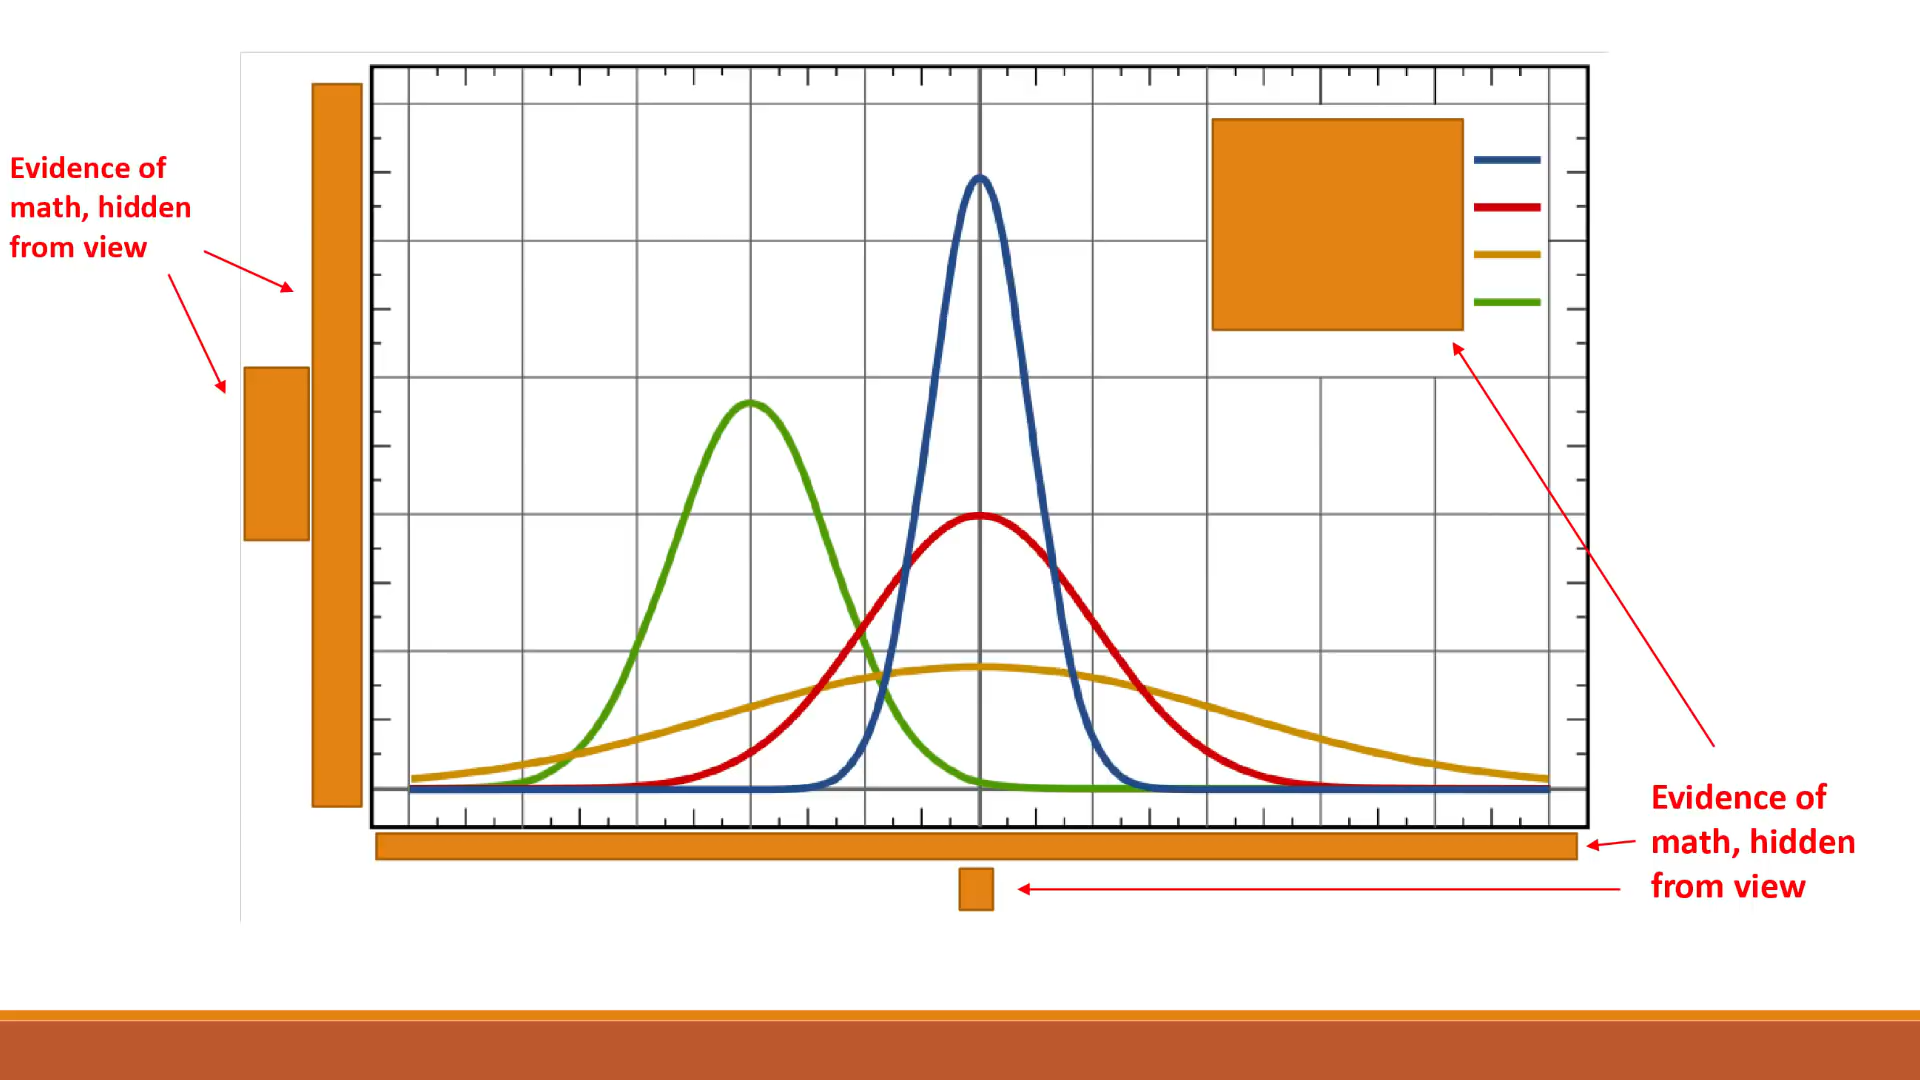 Evidence of
math, hidden
from view
Evidence of
math, hidden
from view